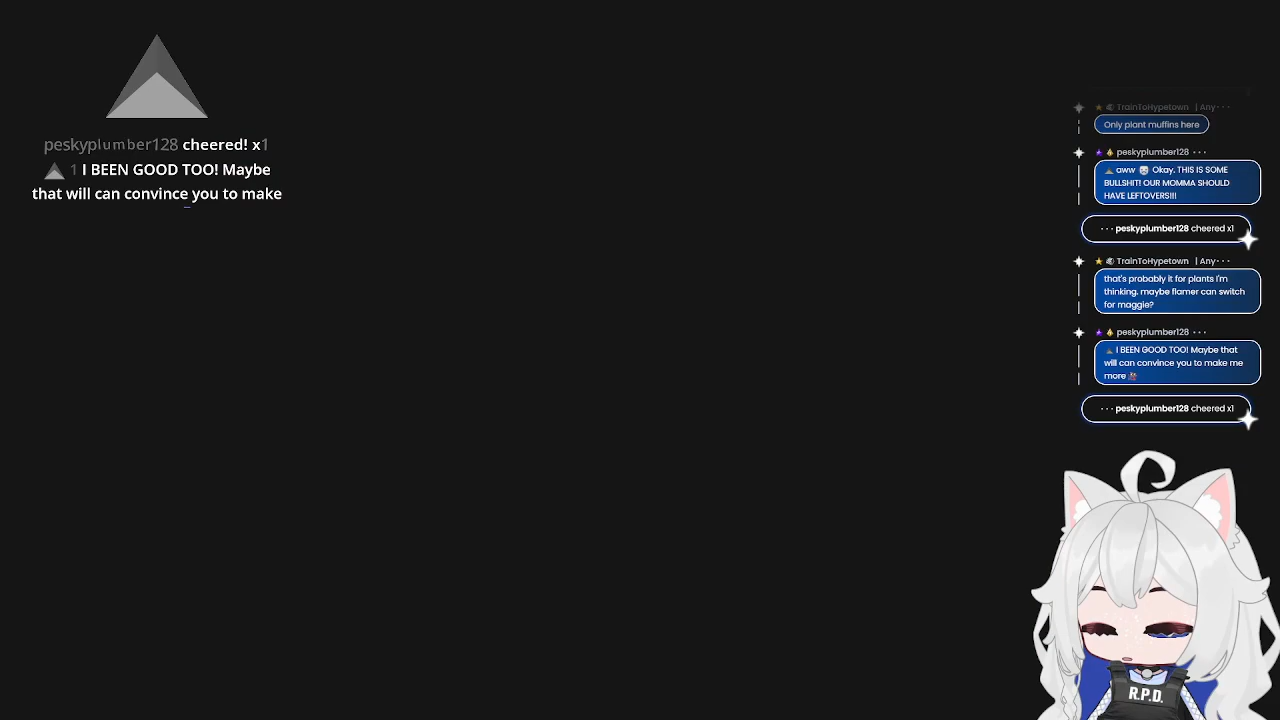 peskyplumber128 cheered! x1
1 I BEEN GOOD TOO! Maybe
that will can convince you to make
TrainToHypetown | Any···
Only plant muffins here
peskyplumber128 ···
aww Okay. THIS IS SOME
BULLSHIT! OUR MOMMA SHOULD
HAVE LEFTOVERS!!!
··· peskyplumber128 cheered x1
TrainToHypetown | Any···
that's probably it for plants I'm
thinking. maybe flamer can switch
for maggie?
peskyplumber128 ···
I BEEN GOOD TOO! Maybe that
will can convince you to make me
more
··· peskyplumber128 cheered x1
R.P.D.